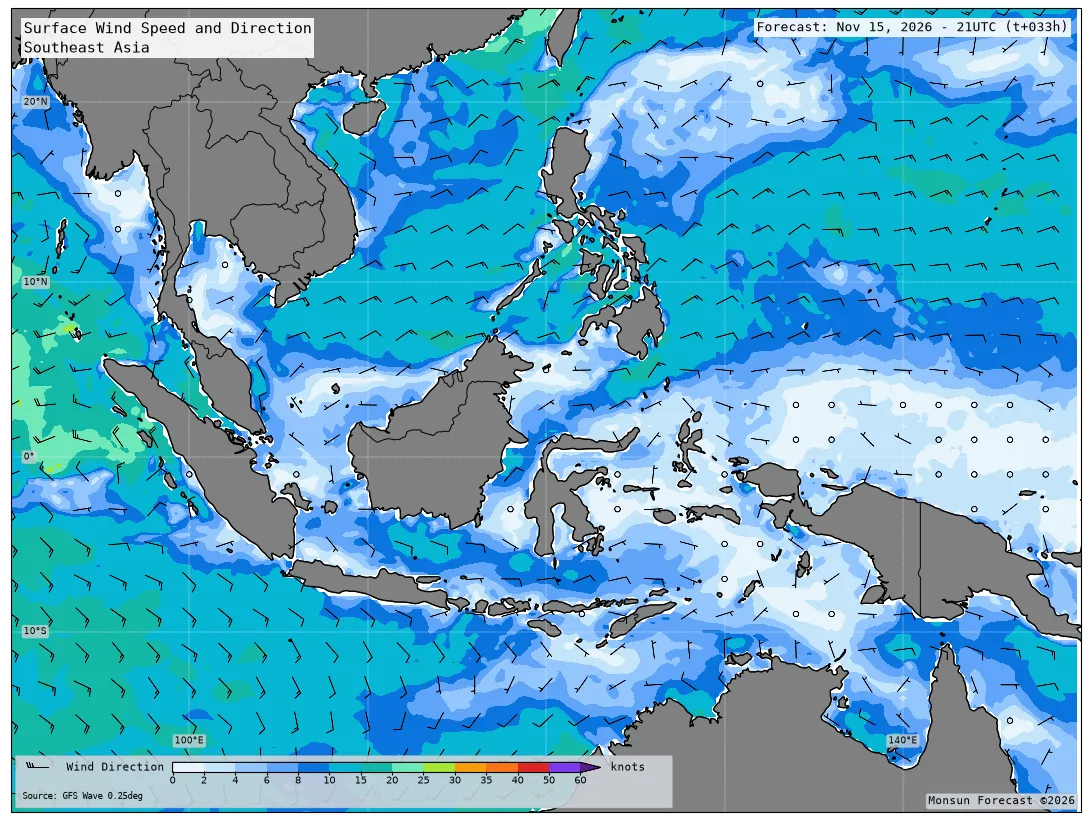 Surface Wind Speed and Direction
Southeast Asia
Forecast: Nov 15, 2026 - 21UTC (t+033h)
20°N
10°N
0°
10°S
100°E
140°E
Wind Direction
knots
0 2 4 6 8 10 15 20 25 30 35 40 50 60
Source: GFS Wave 0.25deg
Monsun Forecast ©2026